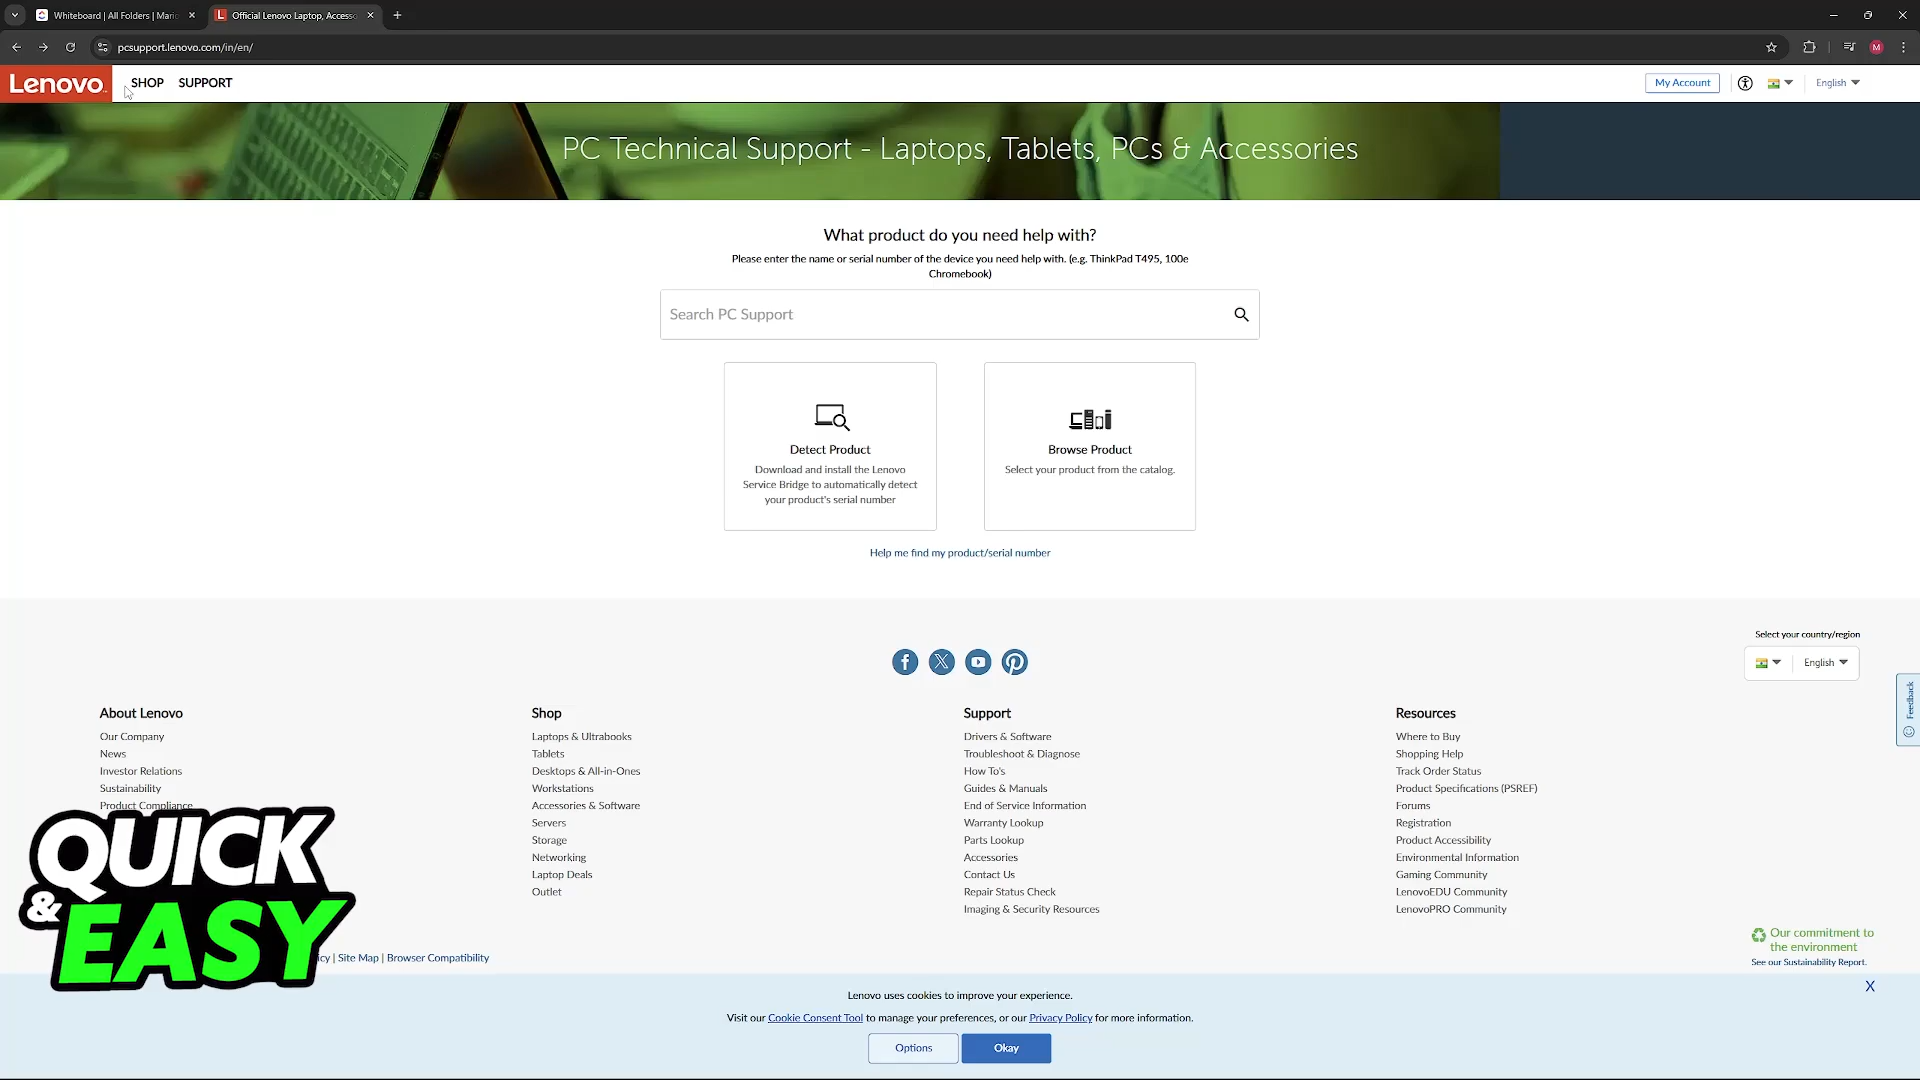 Whiteboard | All Folders | Mari
Official Lenovo Laptop, Accesso
pcsupport.lenovo.com/in/en/
M
Lenovo
SHOP
SUPPORT
My Account
English
PC Technical Support - Laptops, Tablets, PCs & Accessories
What product do you need help with?
Please enter the name or serial number of the device you need help with. (e.g. ThinkPad T495, 100e
Chromebook)
Search PC Support
Detect Product
Download and install the Lenovo
Service Bridge to automatically detect
your product's serial number
Browse Product
Select your product from the catalog.
Help me find my product/serial number
Select your country/region
English
Feedback
About Lenovo
Our Company
News
Investor Relations
Sustainability
Product Compliance
Shop
Laptops & Ultrabooks
Tablets
Desktops & All-in-Ones
Workstations
Accessories & Software
Servers
Storage
Networking
Laptop Deals
Outlet
Support
Drivers & Software
Troubleshoot & Diagnose
How To's
Guides & Manuals
End of Service Information
Warranty Lookup
Parts Lookup
Accessories
Contact Us
Repair Status Check
Imaging & Security Resources
Resources
Where to Buy
Shopping Help
Track Order Status
Product Specifications (PSREF)
Forums
Registration
Product Accessibility
Environmental Information
Gaming Community
LenovoEDU Community
LenovoPRO Community
Our commitment to
the environment
See our Sustainability Report.
QUICK
& EASY
icy | Site Map | Browser Compatibility
X
Lenovo uses cookies to improve your experience.
Visit our Cookie Consent Tool to manage your preferences, or our Privacy Policy for more information.
Options
Okay